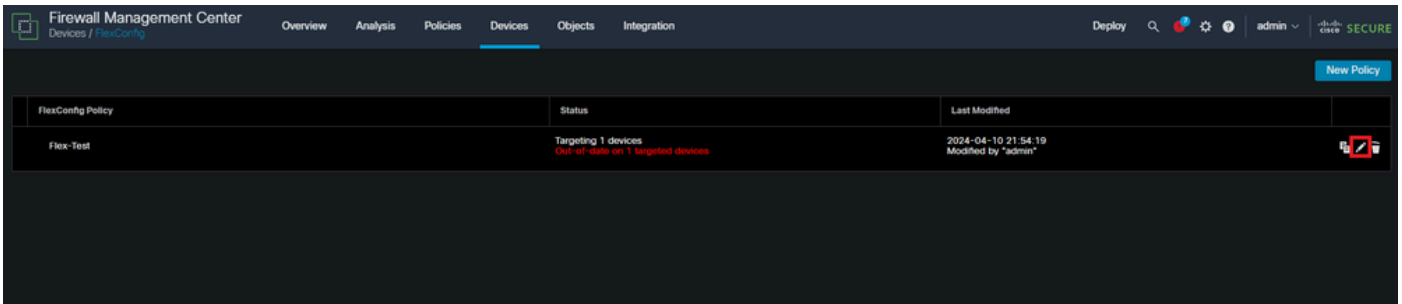 Firewall Management Center
Devices / FlexConfig
Overview Analysis Policies Devices Objects Integration
Deploy
admin
cisco SECURE
New Policy
FlexConfig Policy Status Last Modified
Flex-Test
Targeting 1 devices
Out-of-date on 1 targeted devices
2024-04-10 21:54:19
Modified by "admin"